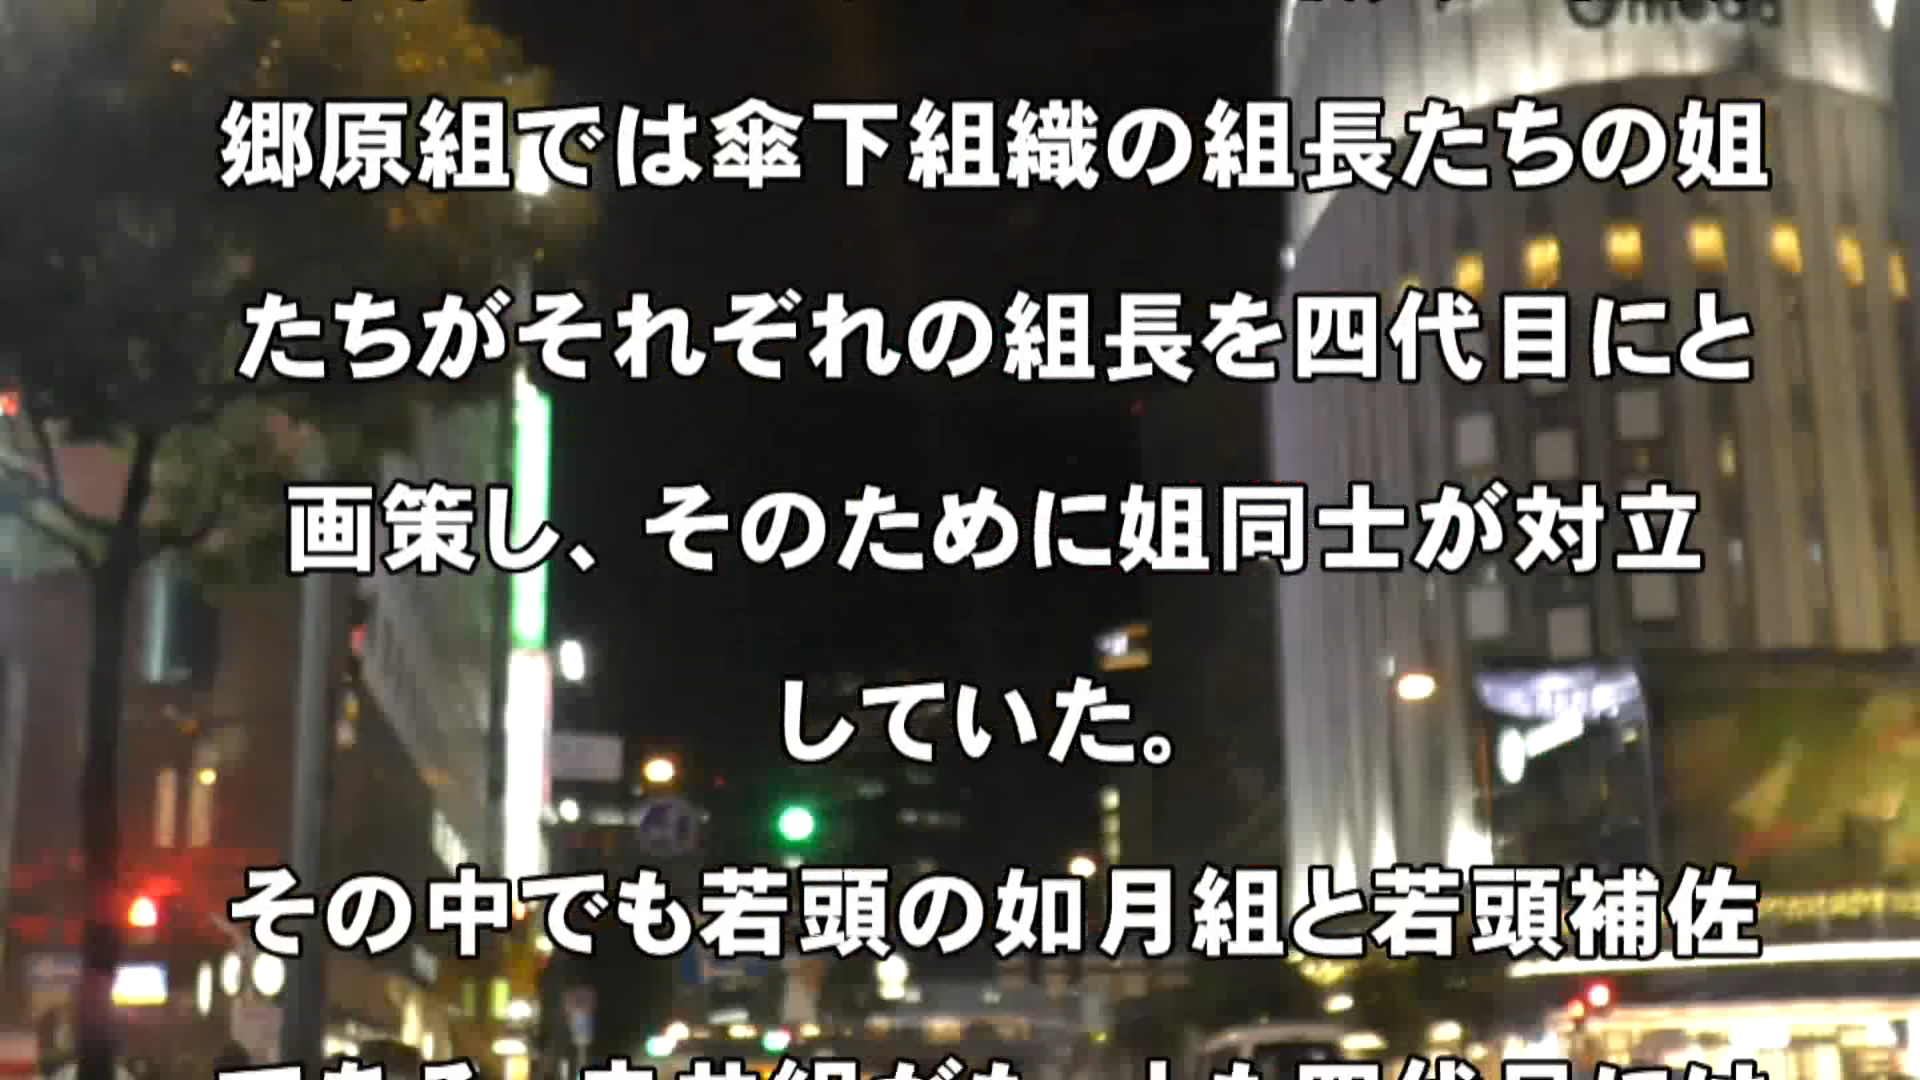 郷原組では傘下組織の組長たちの姐
たちがそれぞれの組長を四代目にと
画策し、そのために姐同士が対立
していた。
その中でも若頭の如月組と若頭補佐